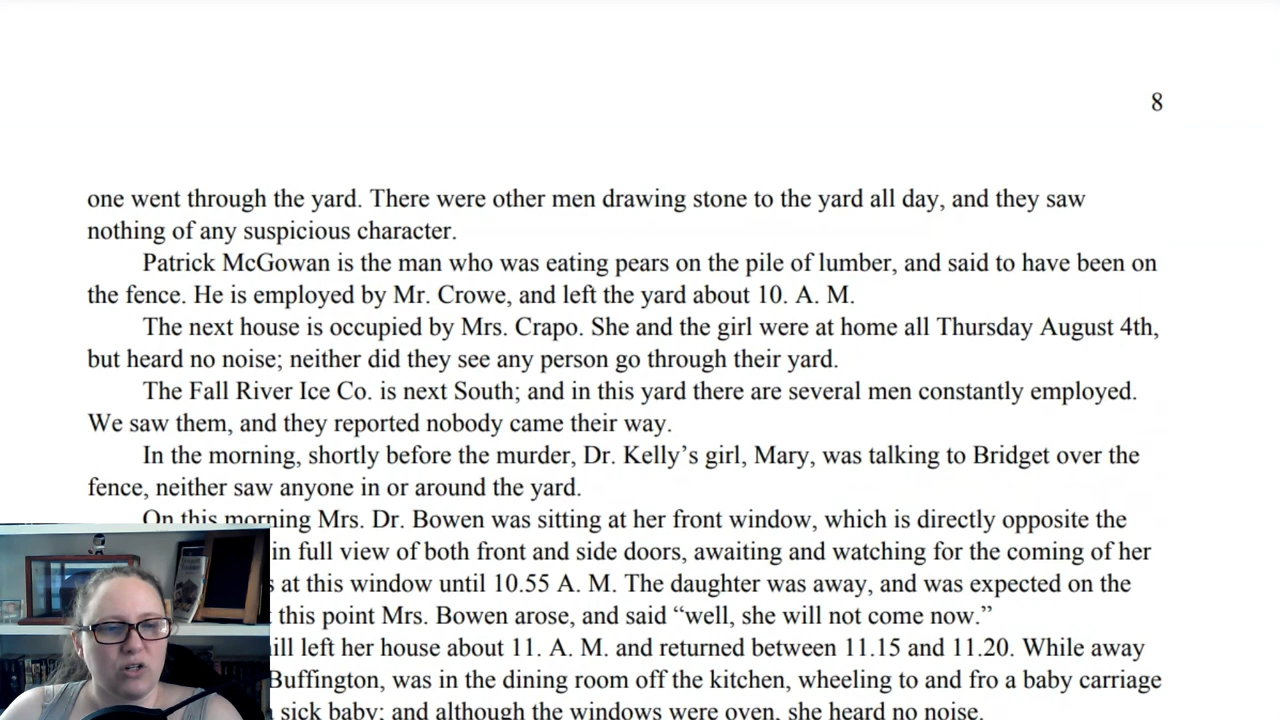 8
one went through the yard. There were other men drawing stone to the yard all day, and they saw
nothing of any suspicious character.
Patrick McGowan is the man who was eating pears on the pile of lumber, and said to have been on
the fence. He is employed by Mr. Crowe, and left the yard about 10. A. M.
The next house is occupied by Mrs. Crapo. She and the girl were at home all Thursday August 4th,
but heard no noise; neither did they see any person go through their yard.
The Fall River Ice Co. is next South; and in this yard there are several men constantly employed.
We saw them, and they reported nobody came their way.
In the morning, shortly before the murder, Dr. Kelly’s girl, Mary, was talking to Bridget over the
fence, neither saw anyone in or around the yard.
On this morning Mrs. Dr. Bowen was sitting at her front window, which is directly opposite the
in full view of both front and side doors, awaiting and watching for the coming of her
at this window until 10.55 A. M. The daughter was away, and was expected on the
this point Mrs. Bowen arose, and said “well, she will not come now.”
left her house about 11. A. M. and returned between 11.15 and 11.20. While away
Buffington, was in the dining room off the kitchen, wheeling to and fro a baby carriage
sick baby; and although the windows were oven, she heard no noise.